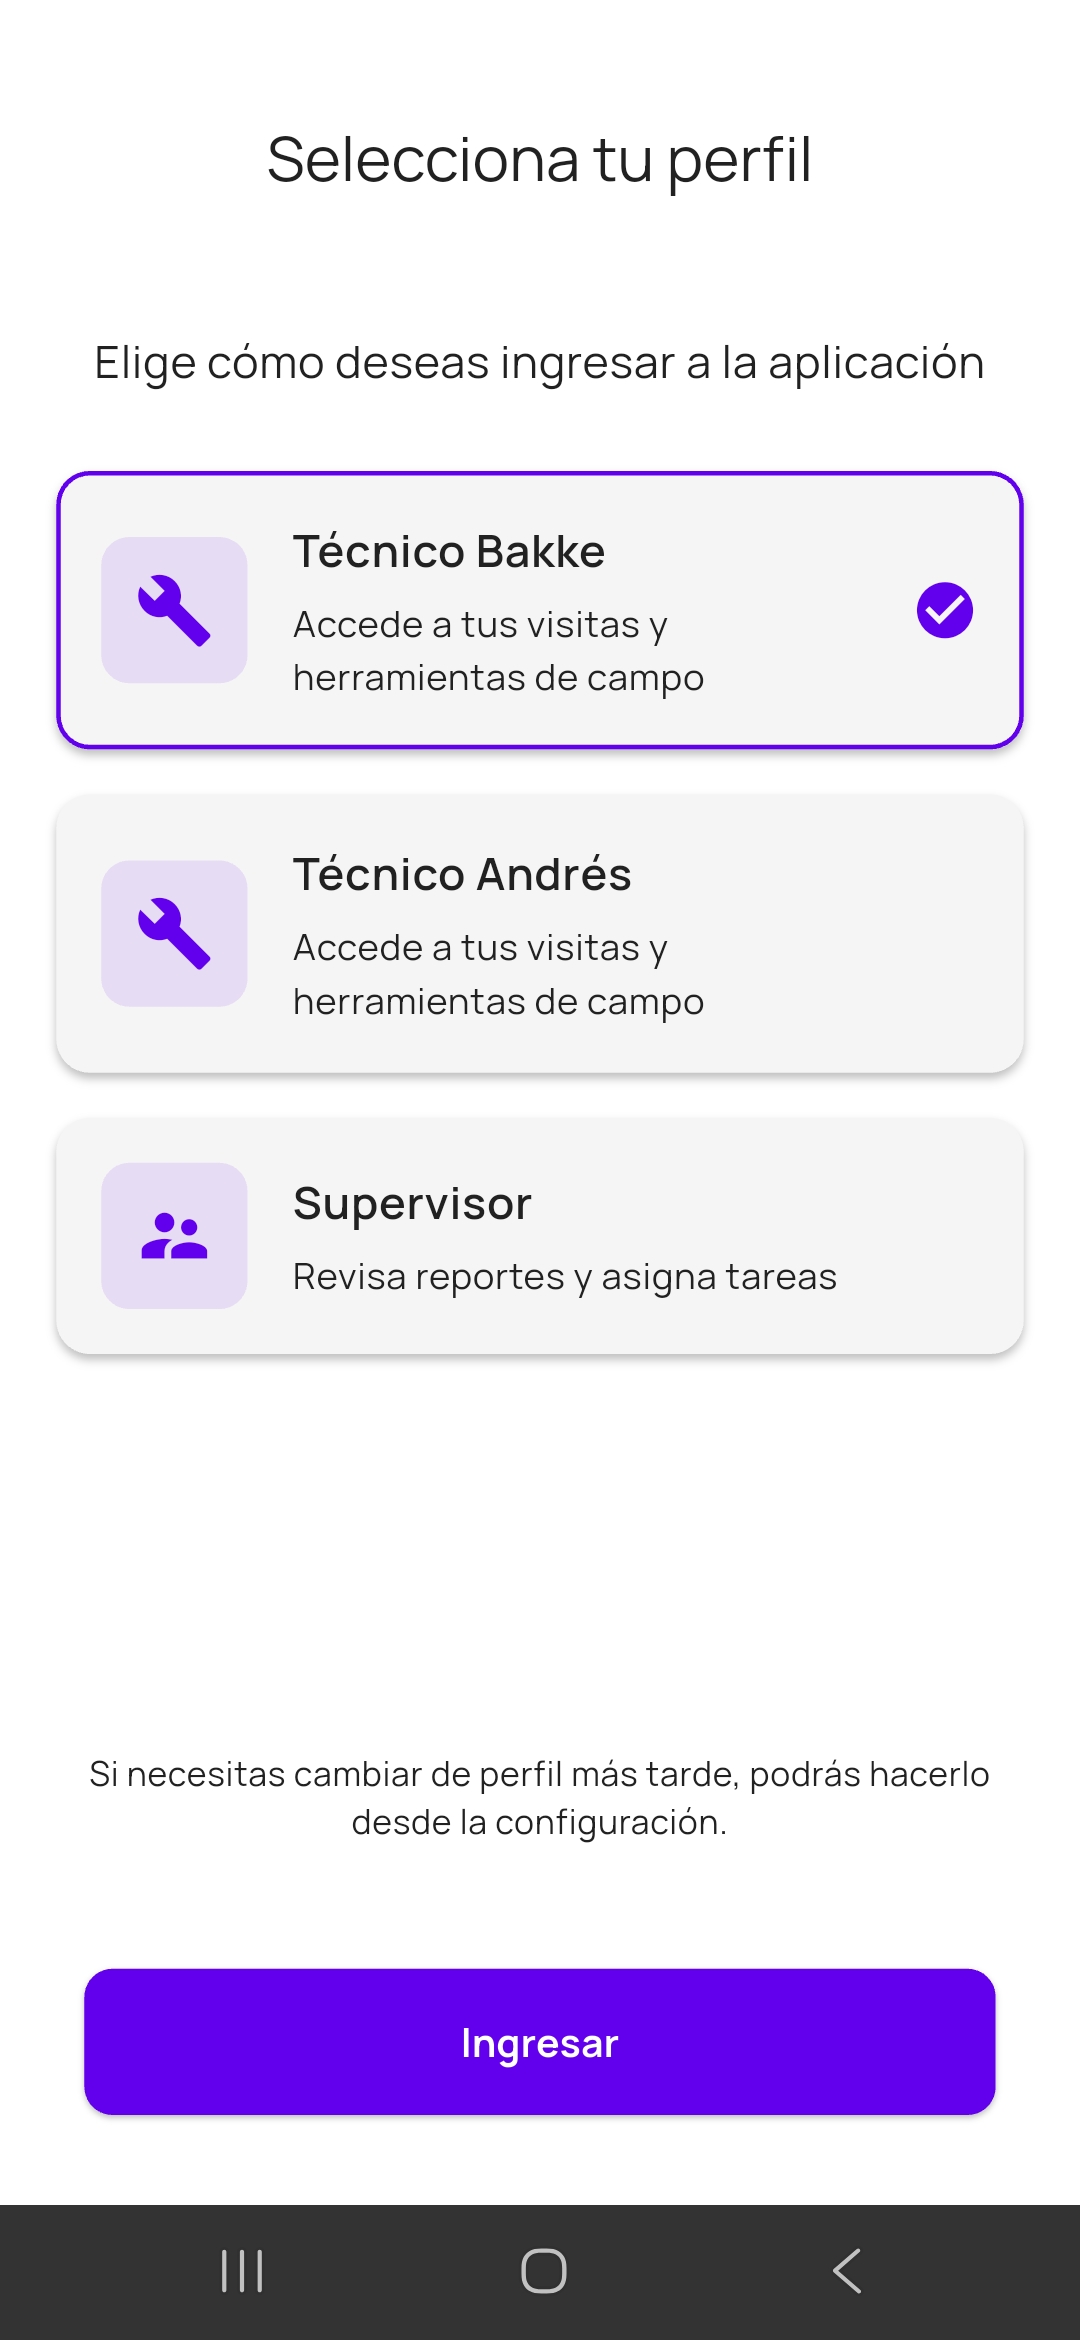 Selecciona tu perfil
Elige cómo deseas ingresar a la aplicación
Técnico Bakke
Accede a tus visitas y
herramientas de campo
Técnico Andrés
Accede a tus visitas y
herramientas de campo
Supervisor
Revisa reportes y asigna tareas
Si necesitas cambiar de perfil más tarde, podrás hacerlo
desde la configuración.
Ingresar